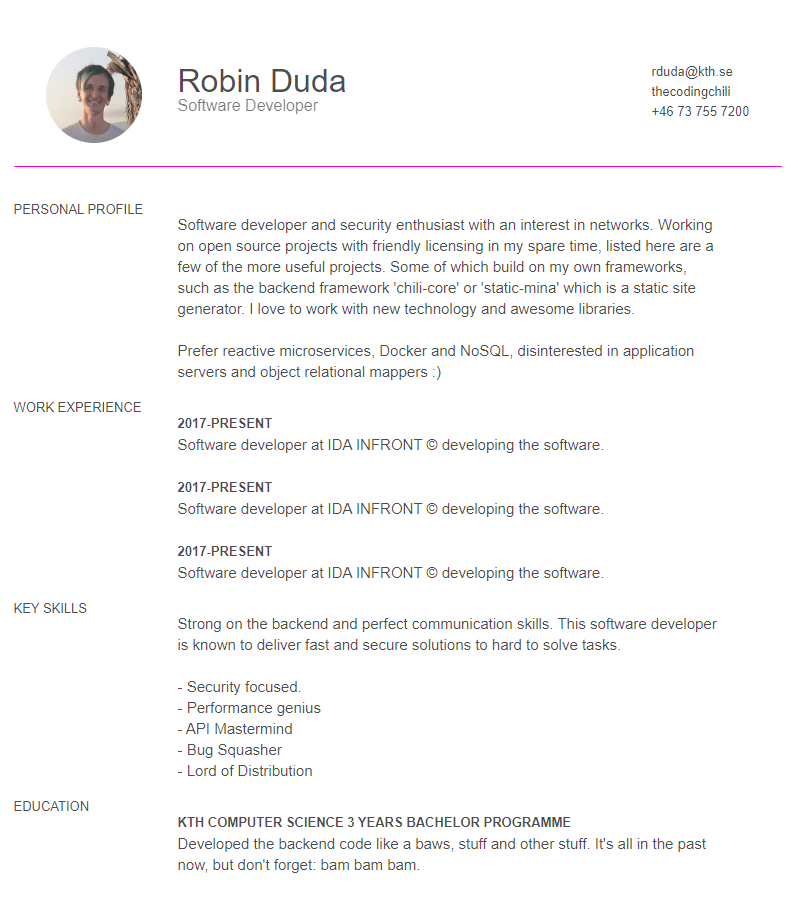 Robin Duda
Software Developer
rduda@kth.se
thecodingchili
+46 73 755 7200
PERSONAL PROFILE
Software developer and security enthusiast with an interest in networks. Working
on open source projects with friendly licensing in my spare time, listed here are a
few of the more useful projects. Some of which build on my own frameworks,
such as the backend framework 'chili-core' or 'static-mina' which is a static site
generator. I love to work with new technology and awesome libraries.
Prefer reactive microservices, Docker and NoSQL, disinterested in application
servers and object relational mappers :)
WORK EXPERIENCE
2017-PRESENT
Software developer at IDA INFRONT © developing the software.
2017-PRESENT
Software developer at IDA INFRONT © developing the software.
2017-PRESENT
Software developer at IDA INFRONT © developing the software.
KEY SKILLS
Strong on the backend and perfect communication skills. This software developer
is known to deliver fast and secure solutions to hard to solve tasks.
- Security focused.
- Performance genius
- API Mastermind
- Bug Squasher
- Lord of Distribution
EDUCATION
KTH COMPUTER SCIENCE 3 YEARS BACHELOR PROGRAMME
Developed the backend code like a baws, stuff and other stuff. It's all in the past
now, but don't forget: bam bam bam.